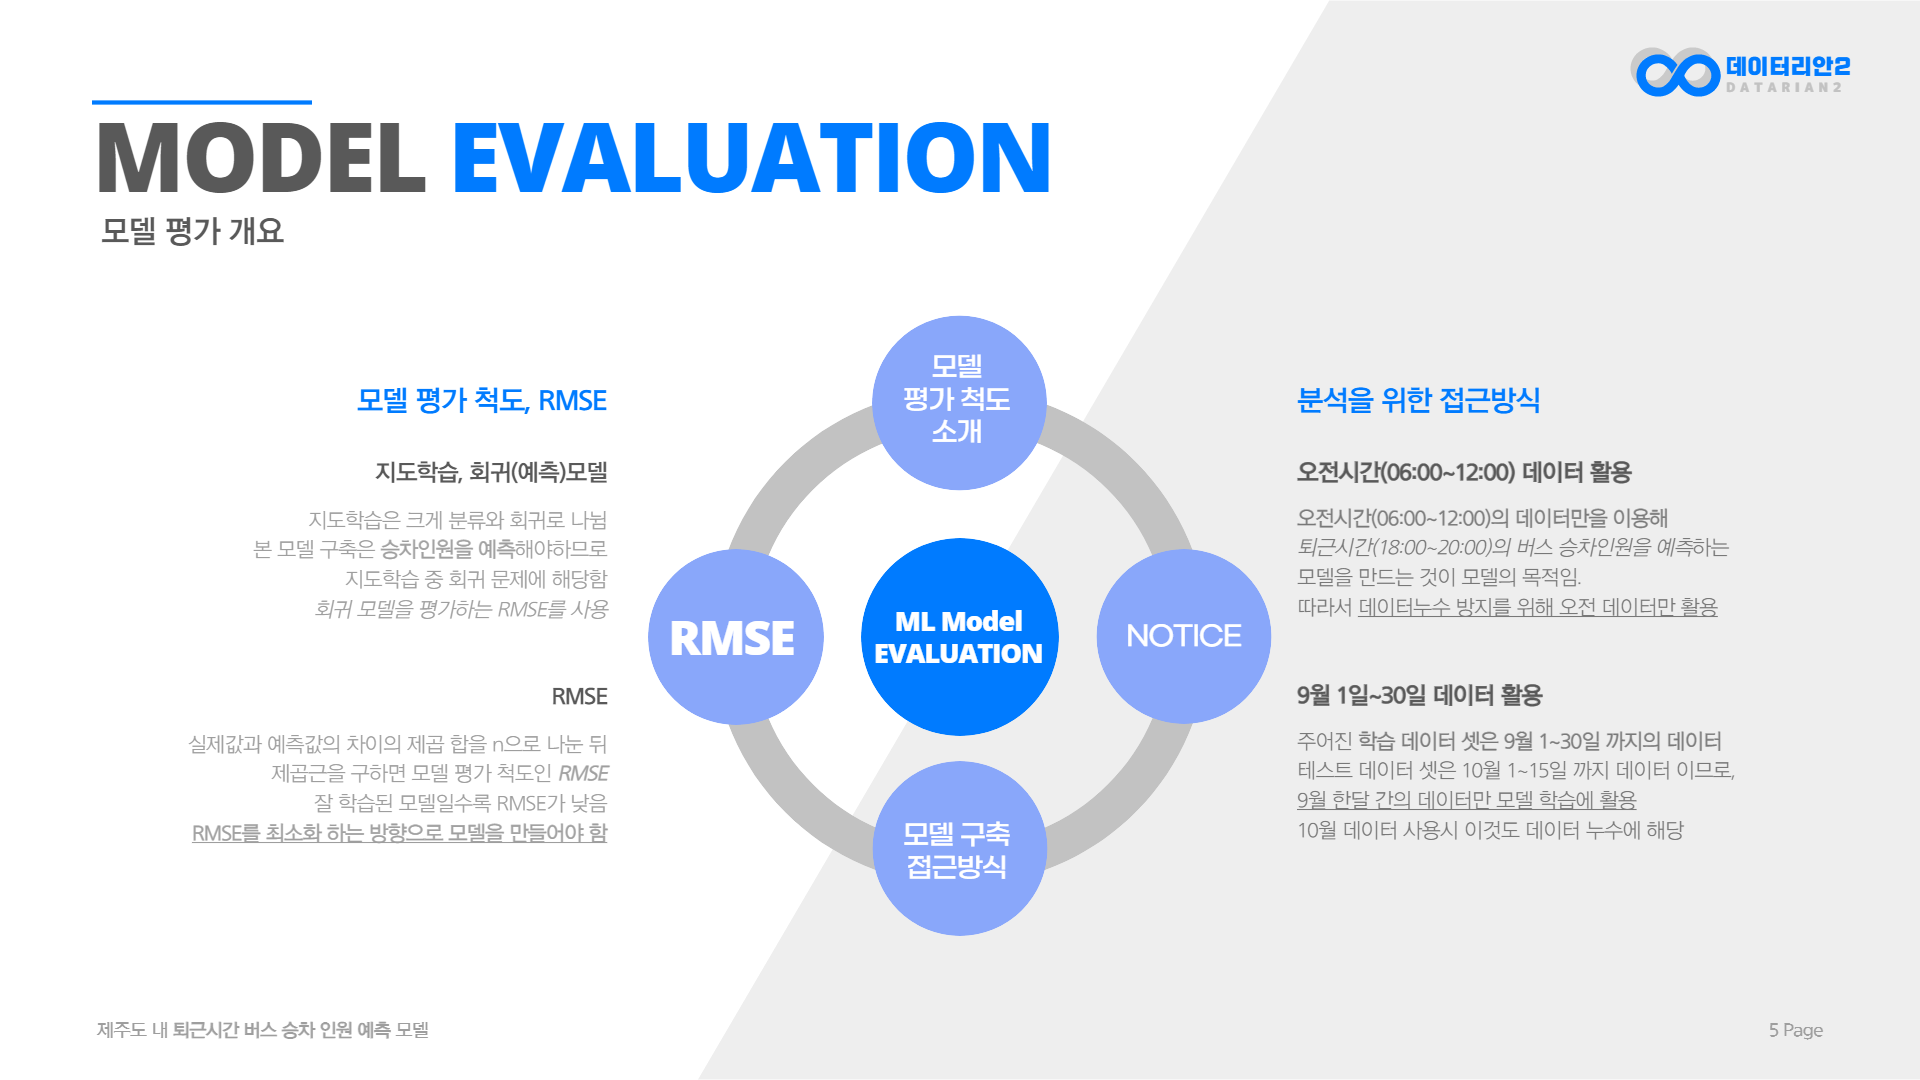 데이터리안2
DATARIAN2
MODEL EVALUATION
모델 평가 개요
모델 평가 척도, RMSE
지도학습, 회귀(예측)모델
지도학습은 크게 분류와 회귀로 나뉨
본 모델 구축은 승차인원을 예측해야하므로
지도학습 중 회귀 문제에 해당함
회귀 모델을 평가하는 RMSE를 사용
RMSE
실제값과 예측값의 차이의 제곱 합을 n으로 나눈 뒤
제곱근을 구하면 모델 평가 척도인 RMSE
잘 학습된 모델일수록 RMSE가 낮음
RMSE를 최소화 하는 방향으로 모델을 만들어야 함
모델
평가 척도
소개
RMSE
ML Model
EVALUATION
NOTICE
모델 구축
접근방식
분석을 위한 접근방식
오전시간(06:00~12:00) 데이터 활용
오전시간(06:00~12:00)의 데이터만을 이용해
퇴근시간(18:00~20:00)의 버스 승차인원을 예측하는
모델을 만드는 것이 모델의 목적임.
따라서 데이터누수 방지를 위해 오전 데이터만 활용
9월 1일~30일 데이터 활용
주어진 학습 데이터 셋은 9월 1~30일 까지의 데이터
테스트 데이터 셋은 10월 1~15일 까지 데이터 이므로,
9월 한달 간의 데이터만 모델 학습에 활용
10월 데이터 사용시 이것도 데이터 누수에 해당
제주도 내 퇴근시간 버스 승차 인원 예측 모델
5 Page